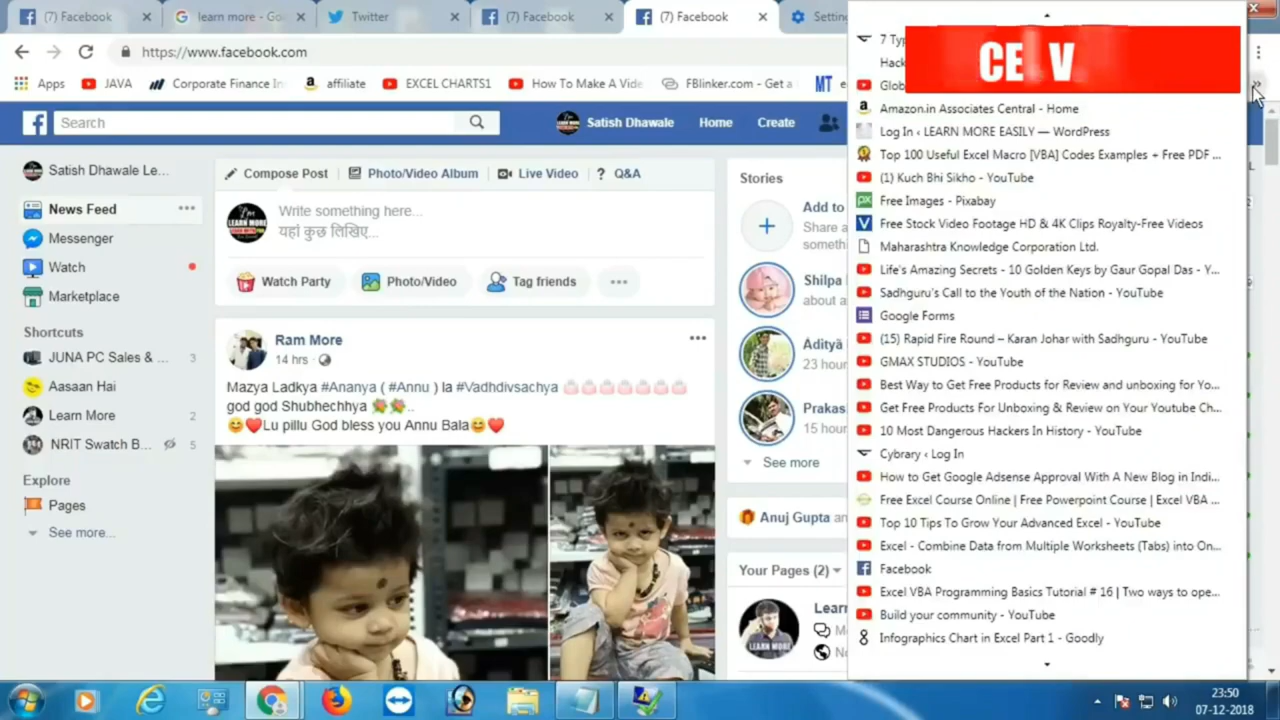 (7) Facebook
learn more - Go
Twitter
(7) Facebook
(7) Facebook
https://www.facebook.com
Apps
JAVA
Corporate Finance In
affiliate
EXCEL CHARTS1
How To Make A Vide
FBlinker.com - Get a
MT
Search
Satish Dhawale
Home
Create
Satish Dhawale Le...
News Feed
Messenger
Watch
Marketplace
Shortcuts
JUNA PC Sales & ... 3
Aasaan Hai
Learn More 2
NRIT Swatch B... 5
Explore
Pages
See more...
Compose Post
Photo/Video Album
Live Video
? Q&A
Write something here...
यहां कुछ लिखिए...
Watch Party
Photo/Video
Tag friends
Ram More
14 hrs
Mazya Ladkya #Ananya ( #Annu ) la #Vadhdivsachya
god god Shubhechhya ..
Lu pillu God bless you Annu Bala
Stories
Add to
Share a
somethi
Shilpa
about a
Adityã
23 hour
Prakas
15 hour
See more
Anuj Gupta an
Your Pages (2)
Learn
CE V
Amazon.in Associates Central - Home
Log In ‹ LEARN MORE EASILY — WordPress
Top 100 Useful Excel Macro [VBA] Codes Examples + Free PDF ...
(1) Kuch Bhi Sikho - YouTube
Free Images - Pixabay
Free Stock Video Footage HD & 4K Clips Royalty-Free Videos
Maharashtra Knowledge Corporation Ltd.
Life's Amazing Secrets - 10 Golden Keys by Gaur Gopal Das - Y...
Sadhguru's Call to the Youth of the Nation - YouTube
Google Forms
(15) Rapid Fire Round – Karan Johar with Sadhguru - YouTube
GMAX STUDIOS - YouTube
Best Way to Get Free Products for Review and unboxing for Yo...
Get Free Products For Unboxing & Review on Your Youtube Ch...
10 Most Dangerous Hackers In History - YouTube
Cybrary ‹ Log In
How to Get Google Adsense Approval With A New Blog in Indi...
Free Excel Course Online | Free Powerpoint Course | Excel VBA ...
Top 10 Tips To Grow Your Advanced Excel - YouTube
Excel - Combine Data from Multiple Worksheets (Tabs) into On...
Facebook
Excel VBA Programming Basics Tutorial # 16 | Two ways to ope...
Build your community - YouTube
Infographics Chart in Excel Part 1 - Goodly
23:50
07-12-2018